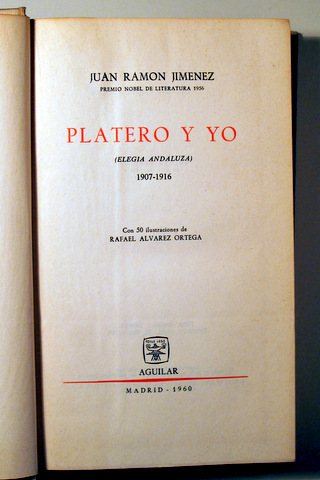 JUAN RAMON JIMENEZ
PREMIO NOBEL DE LITERATURA 1956
PLATERO Y YO
(ELEGIA ANDALUZA)
1907-1916
Con 50 ilustraciones de
RAFAEL ALVAREZ ORTEGA
AGUILAR
MADRID - 1960